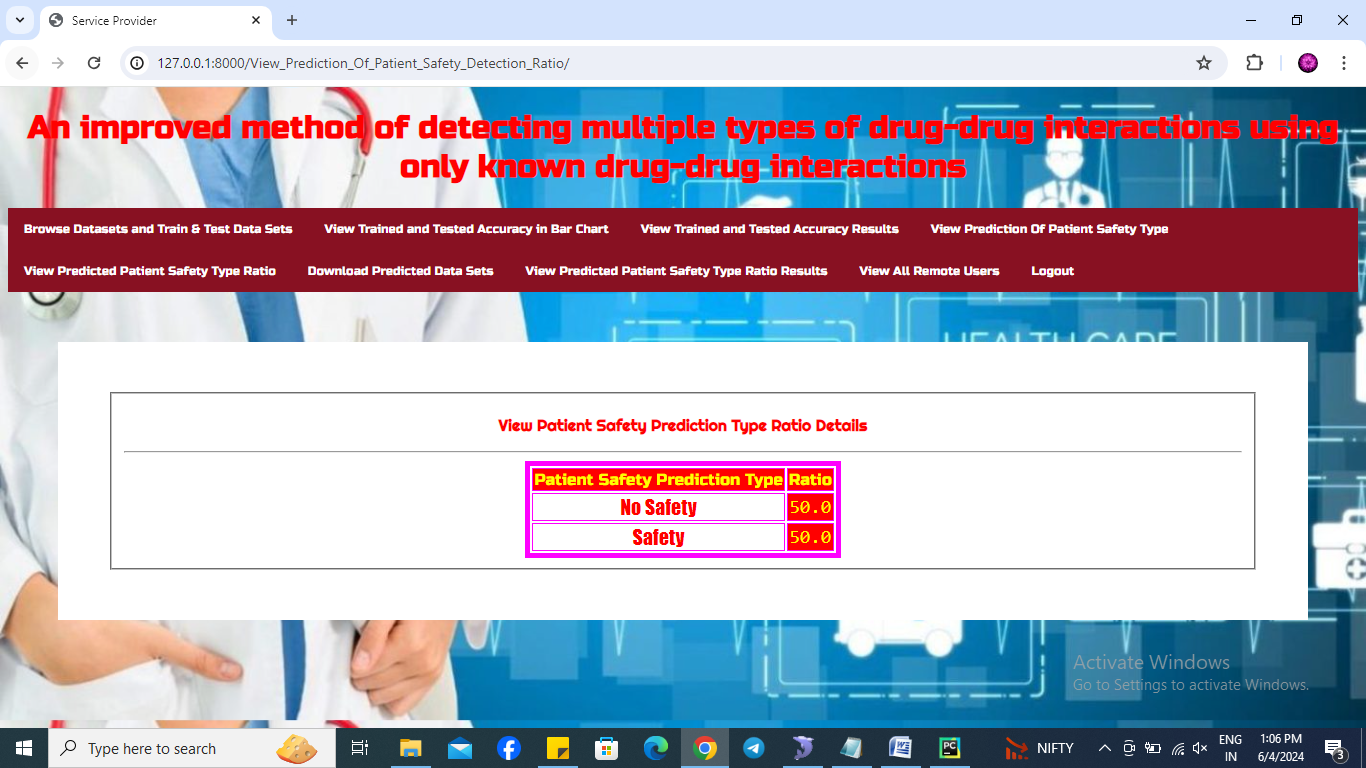 Service Provider
127.0.0.1:8000/View_Prediction_Of_Patient_Safety_Detection_Ratio/
An improved method of detecting multiple types of drug-drug interactions using
only known drug-drug interactions
Browse Datasets and Train & Test Data Sets View Trained and Tested Accuracy in Bar Chart View Trained and Tested Accuracy Results View Prediction Of Patient Safety Type
View Predicted Patient Safety Type Ratio Download Predicted Data Sets View Predicted Patient Safety Type Ratio Results View All Remote Users Logout
HEALTH CARE
View Patient Safety Prediction Type Ratio Details
Patient Safety Prediction Type Ratio
No Safety 50.0
Safety 50.0
Activate Windows
Go to Settings to activate Windows.
Type here to search NIFTY ENG IN 1:06 PM 6/4/2024 3